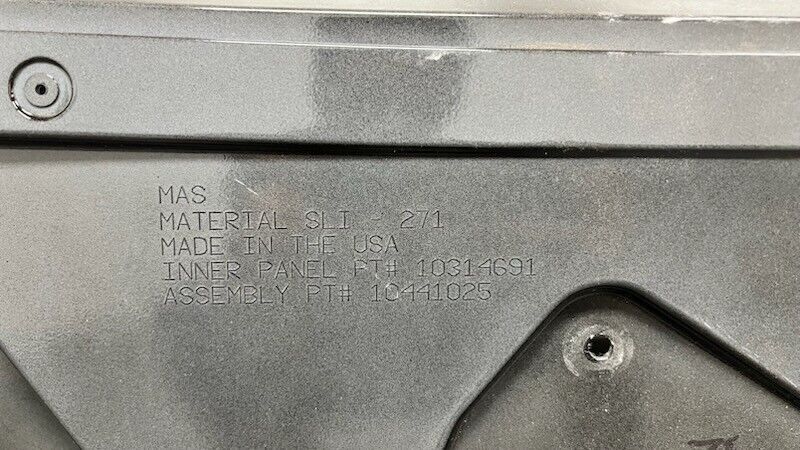 MAS
MATERIAL SLI - 271
MADE IN THE USA
INNER PANEL PT# 10314691
ASSEMBLY PT# 10441025